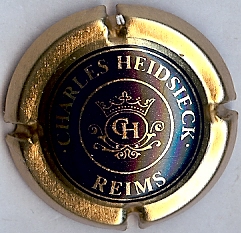 · CHARLES HEIDSIECK ·
REIMS
CH